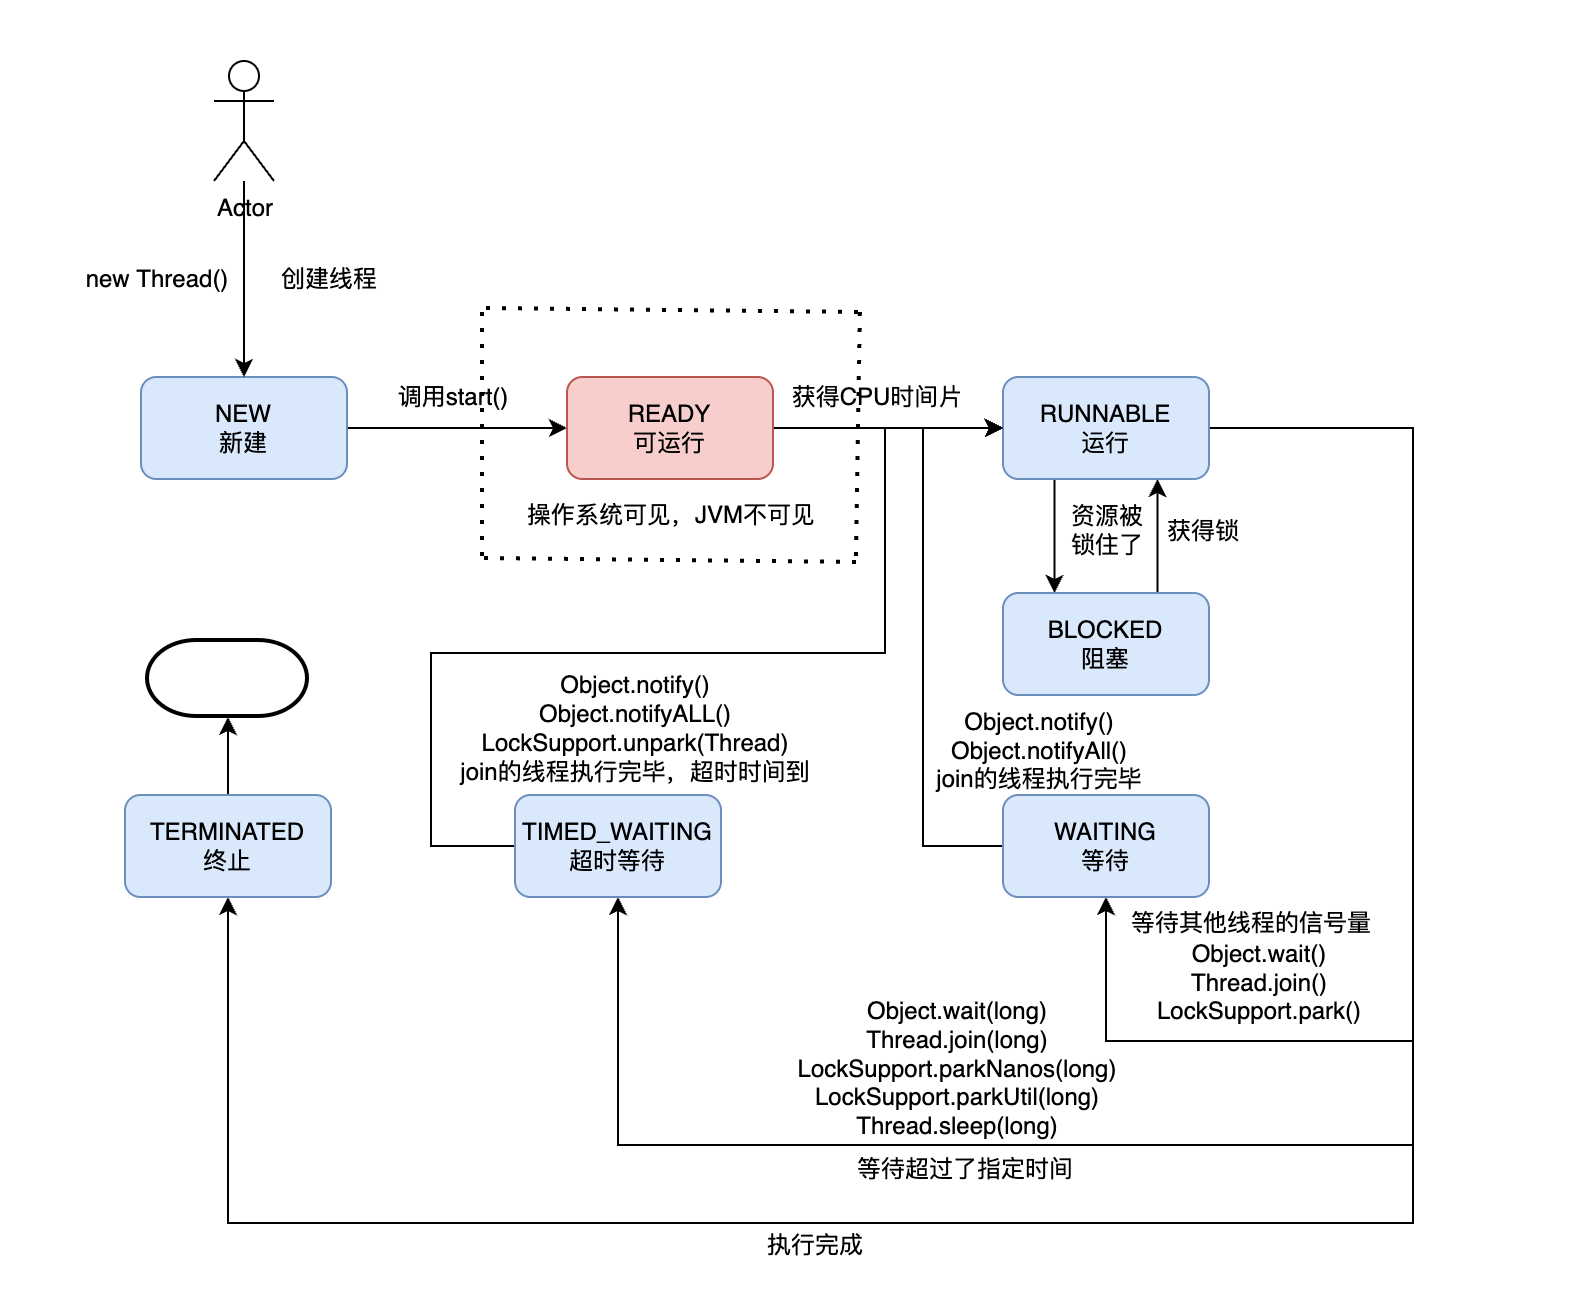 Actor
new Thread()
创建线程
调用start()
获得CPU时间片
NEW
新建
READY
可运行
RUNNABLE
运行
操作系统可见，JVM不可见
资源被
锁住了
获得锁
BLOCKED
阻塞
Object.notify()
Object.notifyALL()
LockSupport.unpark(Thread)
join的线程执行完毕，超时时间到
Object.notify()
Object.notifyAll()
join的线程执行完毕
TERMINATED
终止
TIMED_WAITING
超时等待
WAITING
等待
等待其他线程的信号量
Object.wait()
Thread.join()
LockSupport.park()
Object.wait(long)
Thread.join(long)
LockSupport.parkNanos(long)
LockSupport.parkUtil(long)
Thread.sleep(long)
等待超过了指定时间
执行完成